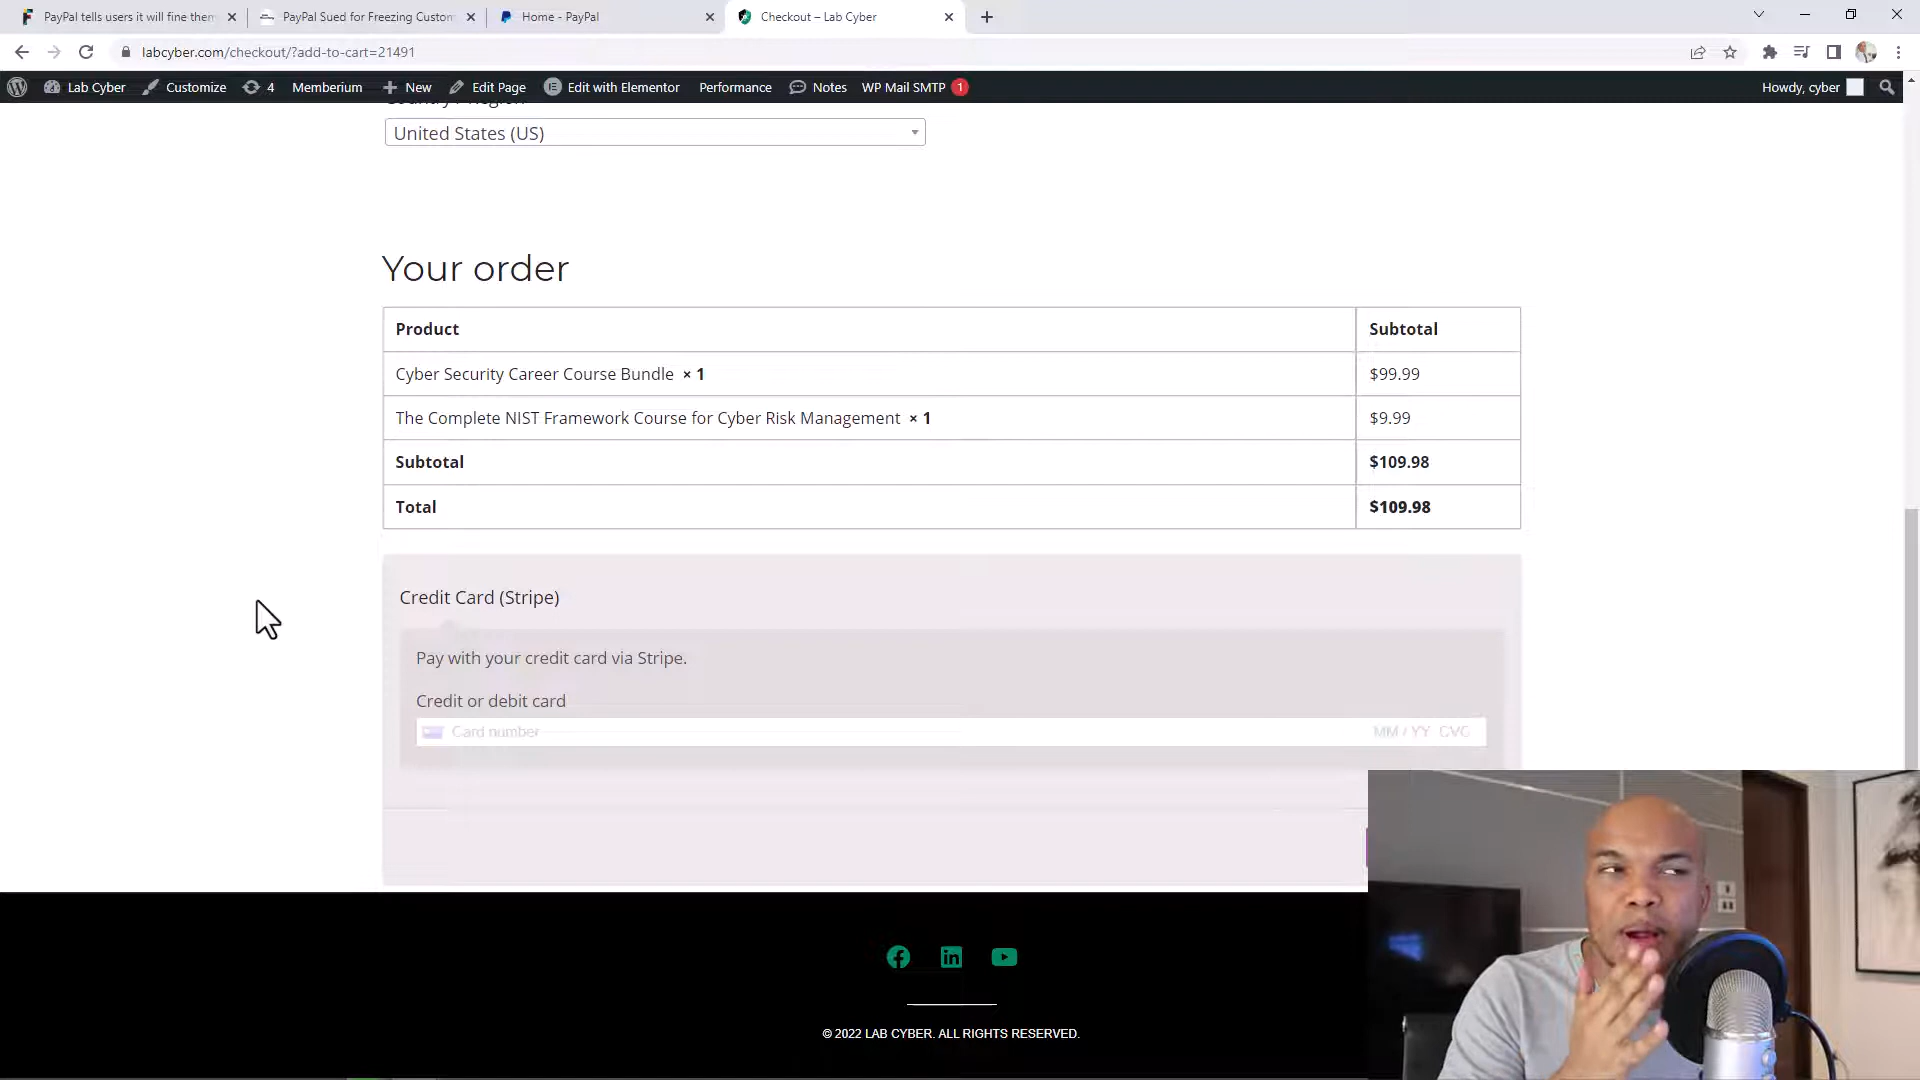 PayPal tells users it will fine them
PayPal Sued for Freezing Custom
Home - PayPal
Checkout – Lab Cyber
labcyber.com/checkout/?add-to-cart=21491
Lab Cyber Customize 4 Memberium New Edit Page Edit with Elementor Performance Notes WP Mail SMTP 1 Howdy, cyber
United States (US)
Your order
Product Subtotal
Cyber Security Career Course Bundle × 1 $99.99
The Complete NIST Framework Course for Cyber Risk Management × 1 $9.99
Subtotal $109.98
Total $109.98
Credit Card (Stripe)
Pay with your credit card via Stripe.
Credit or debit card
Card number MM / YY CVC
© 2022 LAB CYBER. ALL RIGHTS RESERVED.